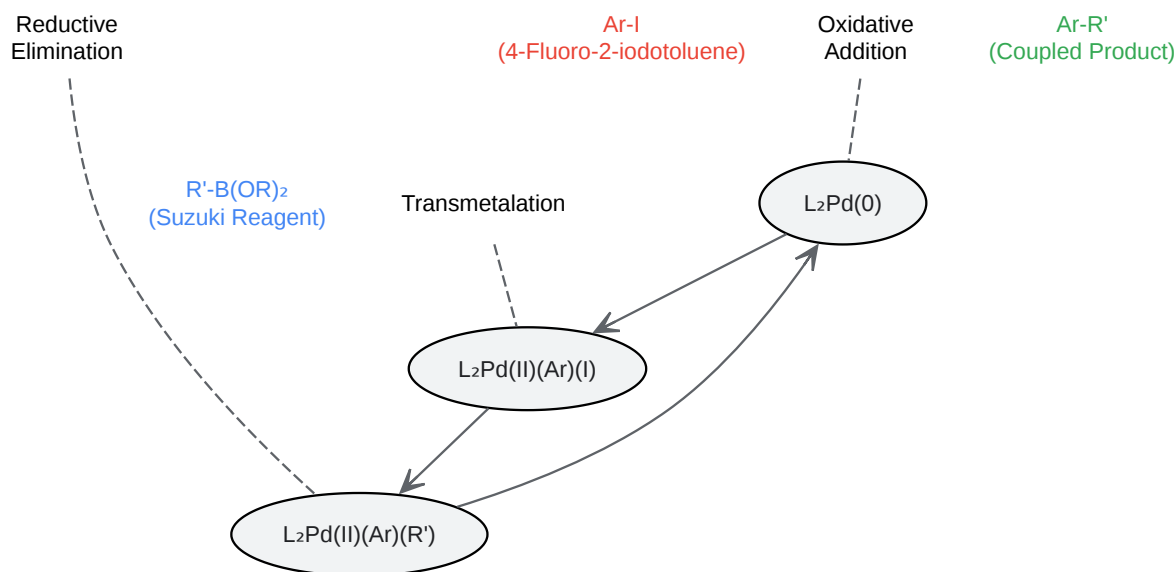 Reductive
Elimination
Ar-I
(4-Fluoro-2-iodotoluene)
Oxidative
Addition
Ar-R'
(Coupled Product)
R'-B(OR)₂
(Suzuki Reagent)
Transmetalation
L₂Pd(0)
L₂Pd(II)(Ar)(I)
L₂Pd(II)(Ar)(R')